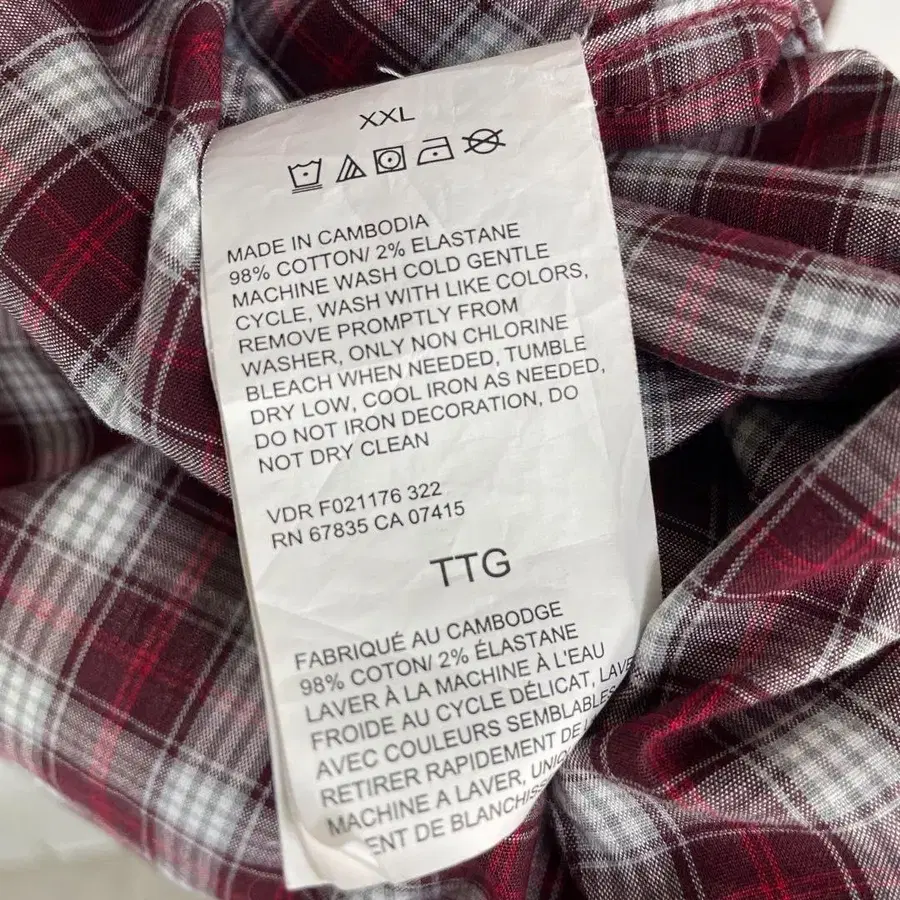 XXL
MADE IN CAMBODIA
98% COTTON/ 2% ELASTANE
MACHINE WASH COLD GENTLE
CYCLE, WASH WITH LIKE COLORS,
REMOVE PROMPTLY FROM
WASHER, ONLY NON CHLORINE
BLEACH WHEN NEEDED, TUMBLE
DRY LOW, COOL IRON AS NEEDED,
DO NOT IRON DECORATION, DO
NOT DRY CLEAN
VDR F021176 322
RN 67835 CA 07415
TTG
FABRIQUÉ AU CAMBODGE
98% COTON/ 2% ÉLASTANE
LAVER À LA MACHINE À L'EAU
FROIDE AU CYCLE DÉLICAT,
AVEC COULEURS SEMBLABLES
RETIRER RAPIDEMENT
MACHINE A LAVER,
DE